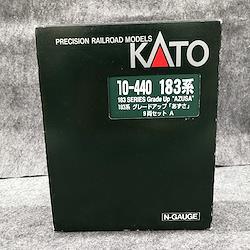 PRECISION RAILROAD MODELS
KATO
10-440 183系
183 SERIES Grade Up "AZUSA"
183系 グレードアップ「あずさ」
9両セット A
N-GAUGE